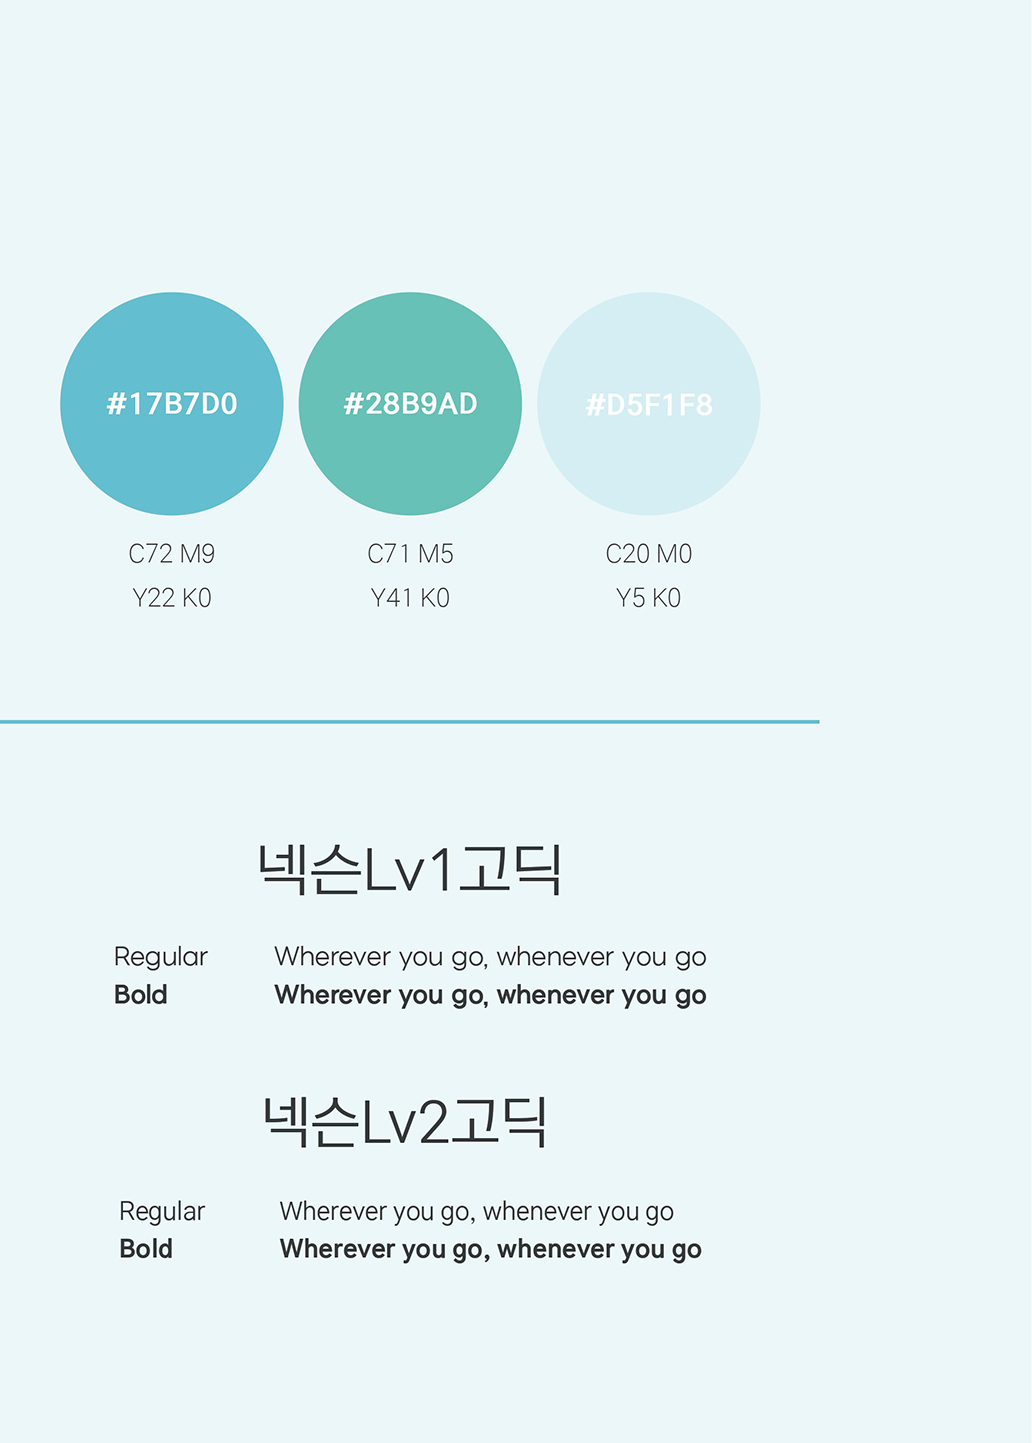 #17B7D0 #28B9AD #D5F1F8
C72 M9 C71 M5 C20 M0
Y22 K0 Y41 K0 Y5 K0
넥슨Lv1고딕
Regular Wherever you go, whenever you go
Bold Wherever you go, whenever you go
넥슨Lv2고딕
Regular Wherever you go, whenever you go
Bold Wherever you go, whenever you go